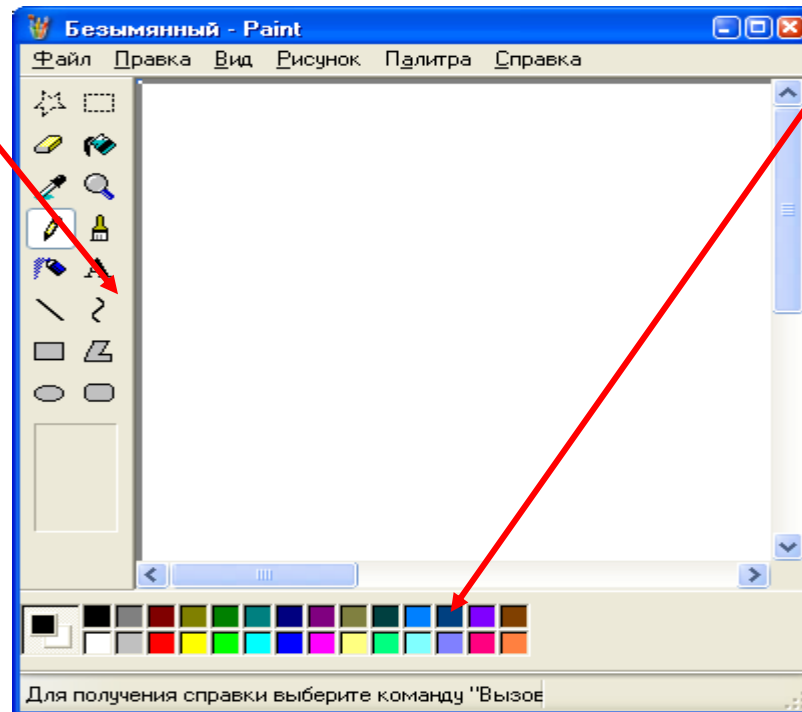 Безымянный - Paint
Файл Правка Вид Рисунок Палитра Справка
A
Для получения справки выберите команду "Вызов